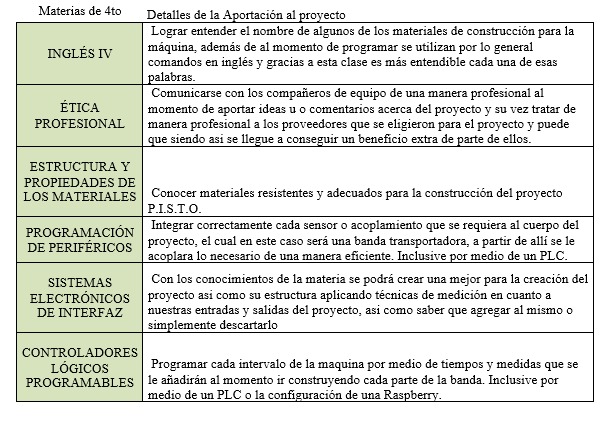 Materias de 4to
Detalles de la Aportación al proyecto
INGLÉS IV
Lograr entender el nombre de algunos de los materiales de construcción para la
máquina, además de al momento de programar se utilizan por lo general
comandos en inglés y gracias a esta clase es más entendible cada una de esas
palabras.
ÉTICA
PROFESIONAL
Comunicarse con los compañeros de equipo de una manera profesional al
momento de aportar ideas u o comentarios acerca del proyecto y su vez tratar de
manera profesional a los proveedores que se eligieron para el proyecto y puede
que siendo asi se llegue a conseguir un beneficio extra de parte de ellos.
ESTRUCTURA Y
PROPIEDADES DE
LOS MATERIALES
Conocer materiales resistentes y adecuados para la construcción del proyecto
P.I.S.T.O.
PROGRAMACIÓN
DE PERIFÉRICOS
Integrar correctamente cada sensor o acoplamiento que se requiera al cuerpo del
proyecto, el cual en este caso será una banda transportadora, a partir de allí se le
acoplara lo necesario de una manera eficiente. Inclusive por medio de un PLC.
SISTEMAS
ELECTRÓNICOS
DE INTERFAZ
Con los conocimientos de la materia se podrá crear una mejor para la creación del
proyecto asi como su estructura aplicando técnicas de medición en cuanto a
nuestras entradas y salidas del proyecto, asi como saber que agregar al mismo o
simplemente descartarlo
CONTROLADORES
LÓGICOS
PROGRAMABLES
Programar cada intervalo de la maquina por medio de tiempos y medidas que se
le añadirán al momento ir construyendo cada parte de la banda. Inclusive por
medio de un PLC o la configuración de una Raspberry.